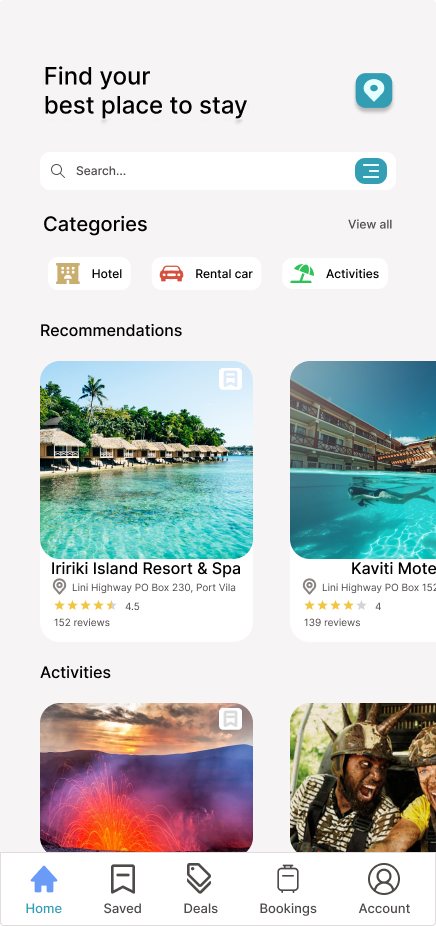 Find your
best place to stay
Search...
Categories
View all
Hotel
Rental car
Activities
Recommendations
Iririki Island Resort & Spa
Lini Highway PO Box 230, Port Vila
4.5
152 reviews
Kaviti Mote
Lini Highway PO Box 152
4
139 reviews
Activities
Home
Saved
Deals
Bookings
Account